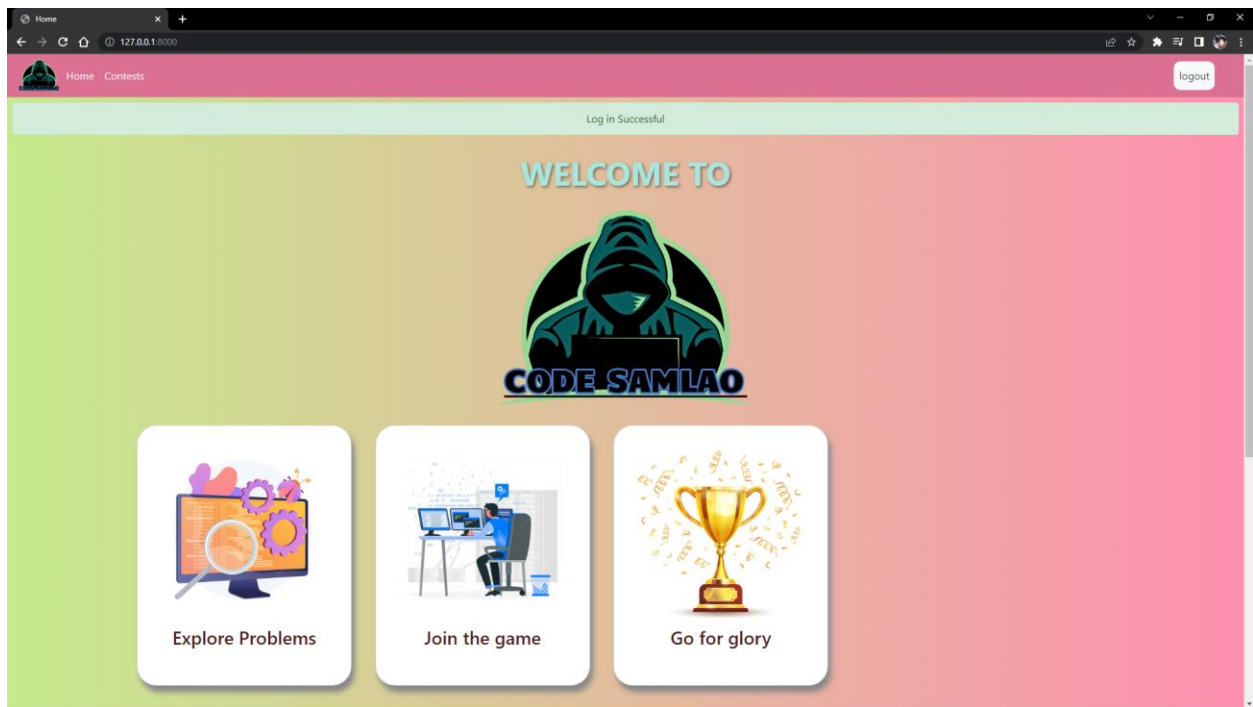 Home
127.0.0.1:8000
Home Contests
logout
Log in Successful
WELCOME TO
CODE SAMLAO
Explore Problems
Join the game
Go for glory